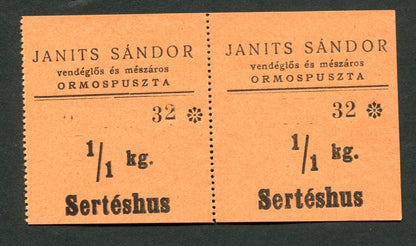 JANITS SÁNDOR
vendéglős és mészáros
ORMOSPUSZTA
32
1/1 kg.
Sertéshus
JANITS SÁNDOR
vendéglős és mészáros
ORMOSPUSZTA
32
1/1 kg.
Sertéshus